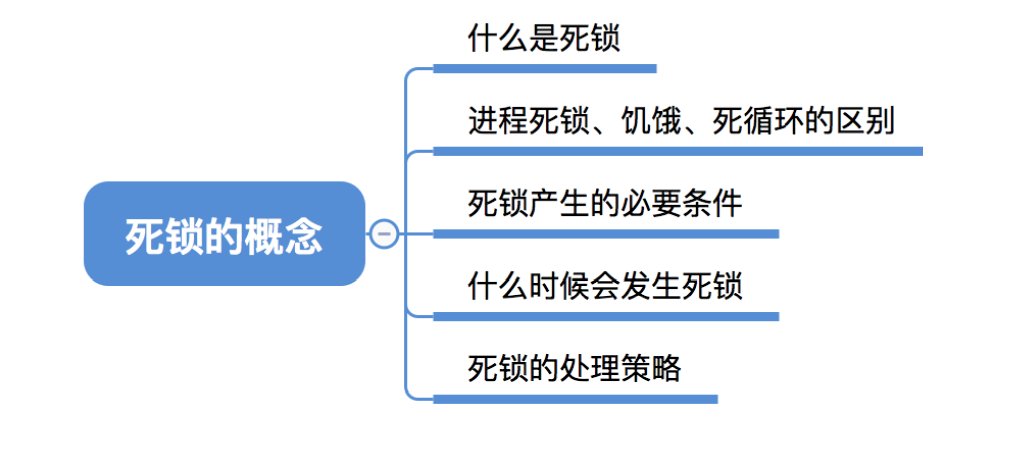 什么是死锁
进程死锁、饥饿、死循环的区别
死锁产生的必要条件
死锁的概念
什么时候会发生死锁
死锁的处理策略